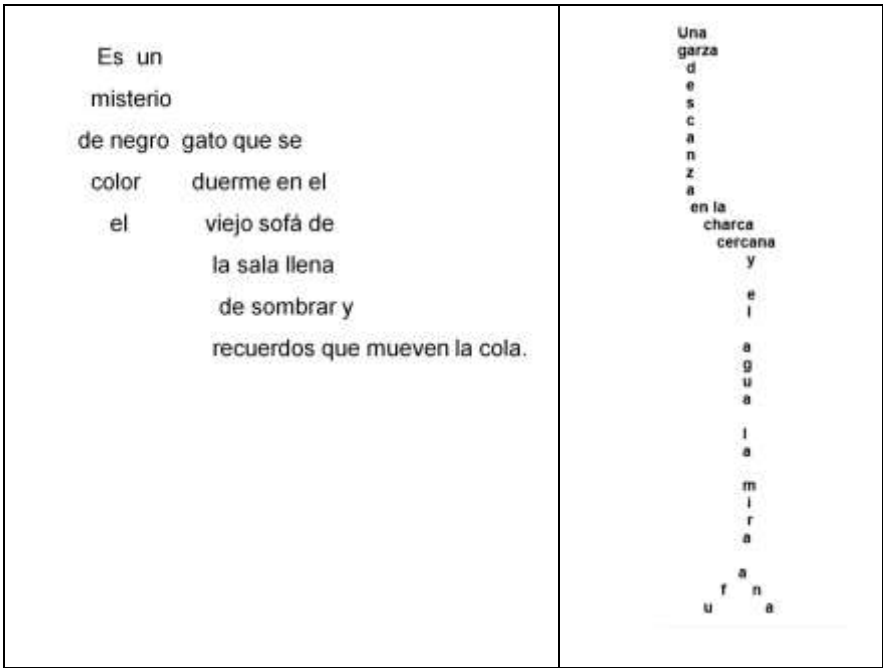 Es un
misterio
de negro gato que se
color duerme en el
el viejo sofá de
la sala llena
de sombrar y
recuerdos que mueven la cola.
Una
garza
d
e
s
c
a
n
z
a
en la
charca
cercana
y
e
l
a
g
u
a
l
a
m
i
r
a
a
f n
u a